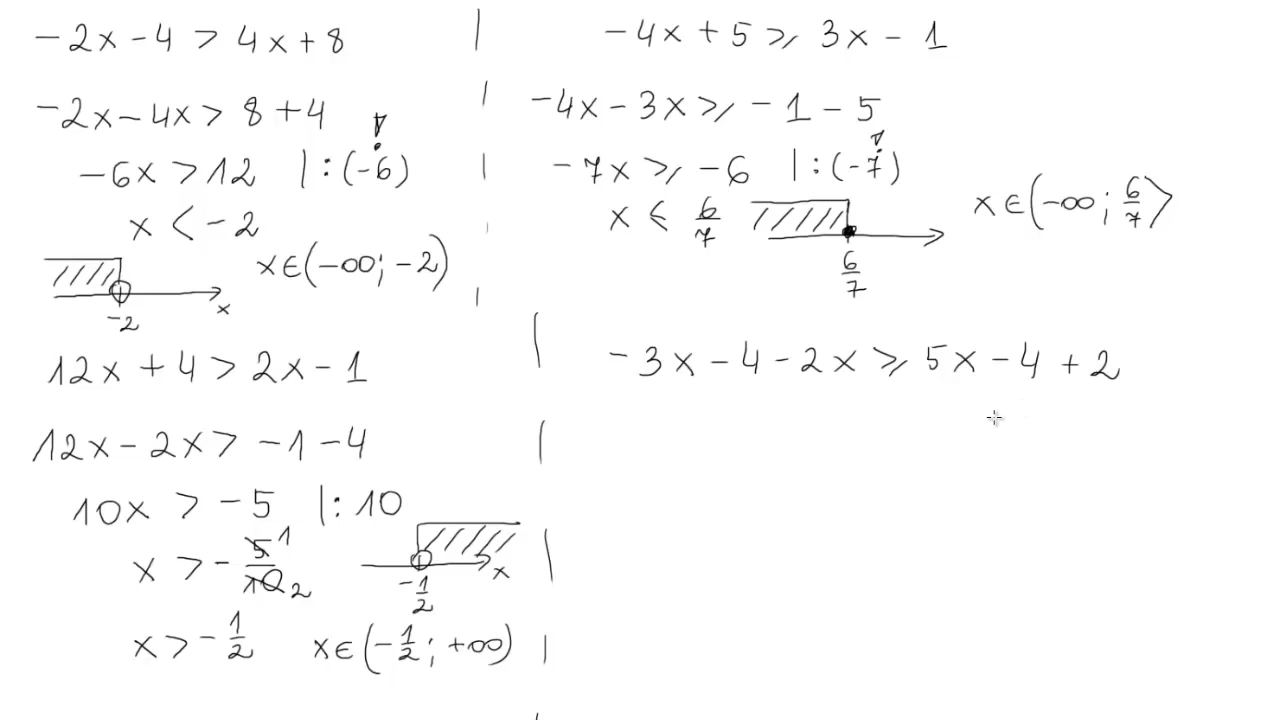 -2x - 4 > 4x + 8
-2x - 4x > 8 + 4
-6x > 12 |:(-6) !
x < -2
-2 x
x ∈ (-∞; -2)
-4x + 5 ≥ 3x - 1
-4x - 3x ≥ -1 - 5
-7x ≥ -6 |:(-7) !
x ≤ 6/7
6/7
x ∈ (-∞; 6/7⟩
12x + 4 > 2x - 1
12x - 2x > -1 - 4
10x > -5 |:10
x > - 5/10 1 2
-1/2 x
x > -1/2
x ∈ (-1/2; +∞)
-3x - 4 - 2x ≥ 5x - 4 + 2